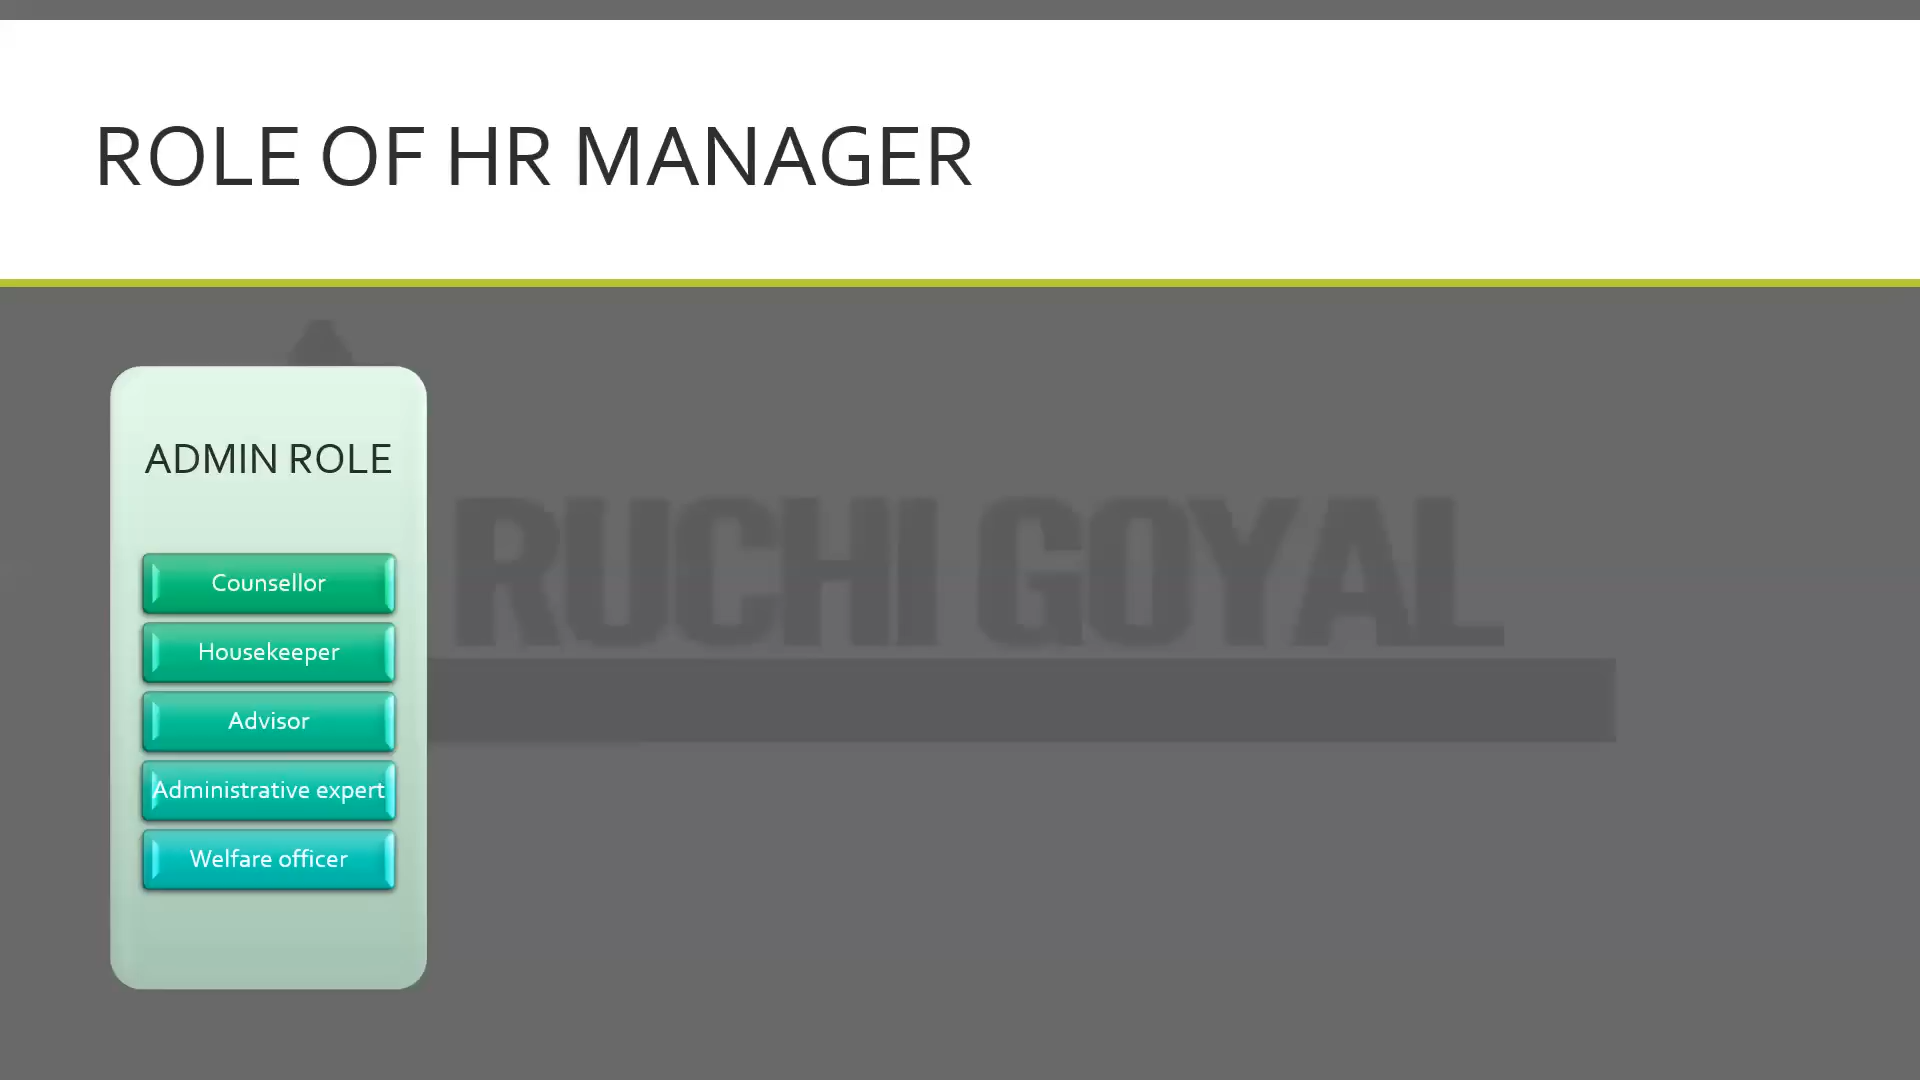 ROLE OF HR MANAGER
ADMIN ROLE
RUCHI GOYAL
Counsellor
Housekeeper
Advisor
Administrative expert
Welfare officer